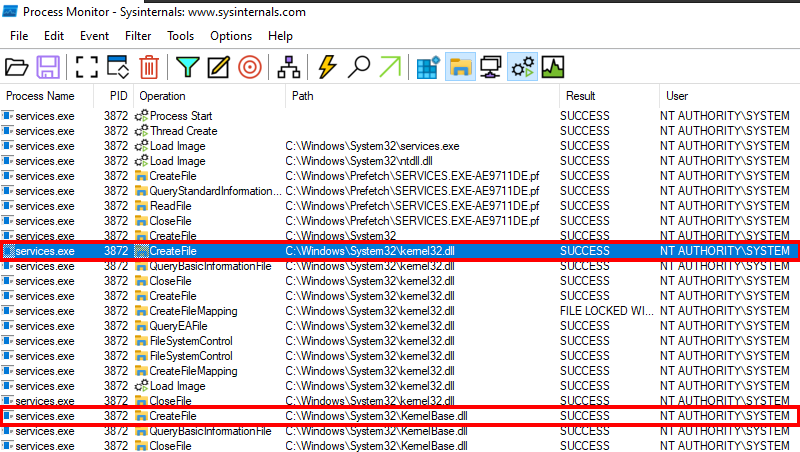 Process Monitor - Sysinternals: www.sysinternals.com
File Edit Event Filter Tools Options Help
Process Name PID Operation Path Result User
services.exe 3872 Process Start SUCCESS NT AUTHORITY\SYSTEM
services.exe 3872 Thread Create SUCCESS NT AUTHORITY\SYSTEM
services.exe 3872 Load Image C:\Windows\System32\services.exe SUCCESS NT AUTHORITY\SYSTEM
services.exe 3872 Load Image C:\Windows\System32\ntdll.dll SUCCESS NT AUTHORITY\SYSTEM
services.exe 3872 CreateFile C:\Windows\Prefetch\SERVICES.EXE-AE9711DE.pf SUCCESS NT AUTHORITY\SYSTEM
services.exe 3872 QueryStandardInformation... C:\Windows\Prefetch\SERVICES.EXE-AE9711DE.pf SUCCESS NT AUTHORITY\SYSTEM
services.exe 3872 ReadFile C:\Windows\Prefetch\SERVICES.EXE-AE9711DE.pf SUCCESS NT AUTHORITY\SYSTEM
services.exe 3872 CloseFile C:\Windows\Prefetch\SERVICES.EXE-AE9711DE.pf SUCCESS NT AUTHORITY\SYSTEM
services.exe 3872 CreateFile C:\Windows\System32 SUCCESS NT AUTHORITY\SYSTEM
services.exe 3872 CreateFile C:\Windows\System32\kernel32.dll SUCCESS NT AUTHORITY\SYSTEM
services.exe 3872 QueryBasicInformationFile C:\Windows\System32\kernel32.dll SUCCESS NT AUTHORITY\SYSTEM
services.exe 3872 CloseFile C:\Windows\System32\kernel32.dll SUCCESS NT AUTHORITY\SYSTEM
services.exe 3872 CreateFile C:\Windows\System32\kernel32.dll SUCCESS NT AUTHORITY\SYSTEM
services.exe 3872 CreateFileMapping C:\Windows\System32\kernel32.dll FILE LOCKED WI... NT AUTHORITY\SYSTEM
services.exe 3872 QueryEAFile C:\Windows\System32\kernel32.dll SUCCESS NT AUTHORITY\SYSTEM
services.exe 3872 FileSystemControl C:\Windows\System32\kernel32.dll SUCCESS NT AUTHORITY\SYSTEM
services.exe 3872 FileSystemControl C:\Windows\System32\kernel32.dll SUCCESS NT AUTHORITY\SYSTEM
services.exe 3872 CreateFileMapping C:\Windows\System32\kernel32.dll SUCCESS NT AUTHORITY\SYSTEM
services.exe 3872 Load Image C:\Windows\System32\kernel32.dll SUCCESS NT AUTHORITY\SYSTEM
services.exe 3872 CloseFile C:\Windows\System32\kernel32.dll SUCCESS NT AUTHORITY\SYSTEM
services.exe 3872 CreateFile C:\Windows\System32\KernelBase.dll SUCCESS NT AUTHORITY\SYSTEM
services.exe 3872 QueryBasicInformationFile C:\Windows\System32\KernelBase.dll SUCCESS NT AUTHORITY\SYSTEM
services.exe 3872 CloseFile C:\Windows\System32\KernelBase.dll SUCCESS NT AUTHORITY\SYSTEM